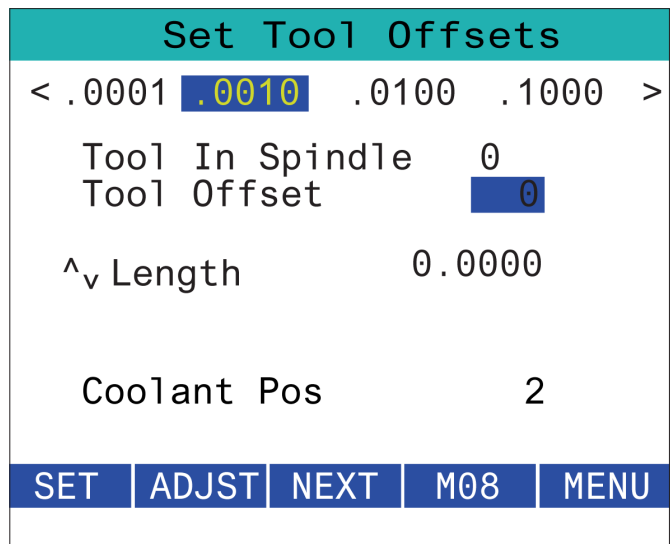 Set Tool Offsets
< .0001 .0010 .0100 .1000 >
Tool In Spindle 0
Tool Offset 0
^v Length 0.0000
Coolant Pos 2
SET ADJST NEXT M08 MENU